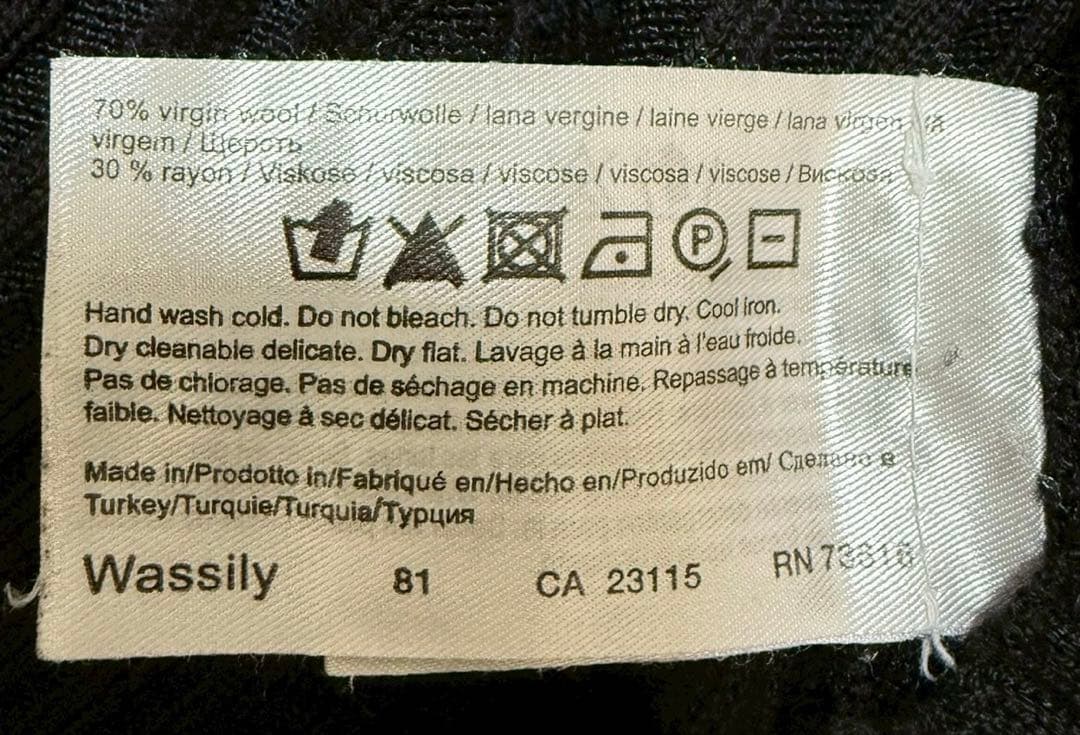 70% virgin wool / Schurwolle / lana vergine / laine vierge / lana virgen / lã
virgem / Шерсть
30 % rayon / Viskose / viscosa / viscose / viscosa / viscose / Вискоза
P
Hand wash cold. Do not bleach. Do not tumble dry. Cool iron.
Dry cleanable delicate. Dry flat. Lavage à la main à l'eau froide.
Pas de chlorage. Pas de séchage en machine. Repassage à température
faible. Nettoyage à sec délicat. Sécher à plat.
Made in/Prodotto in/Fabriqué en/Hecho en/Produzido em/ Сделано в
Turkey/Turquie/Turquia/Турция
Wassily 81 CA 23115 RN